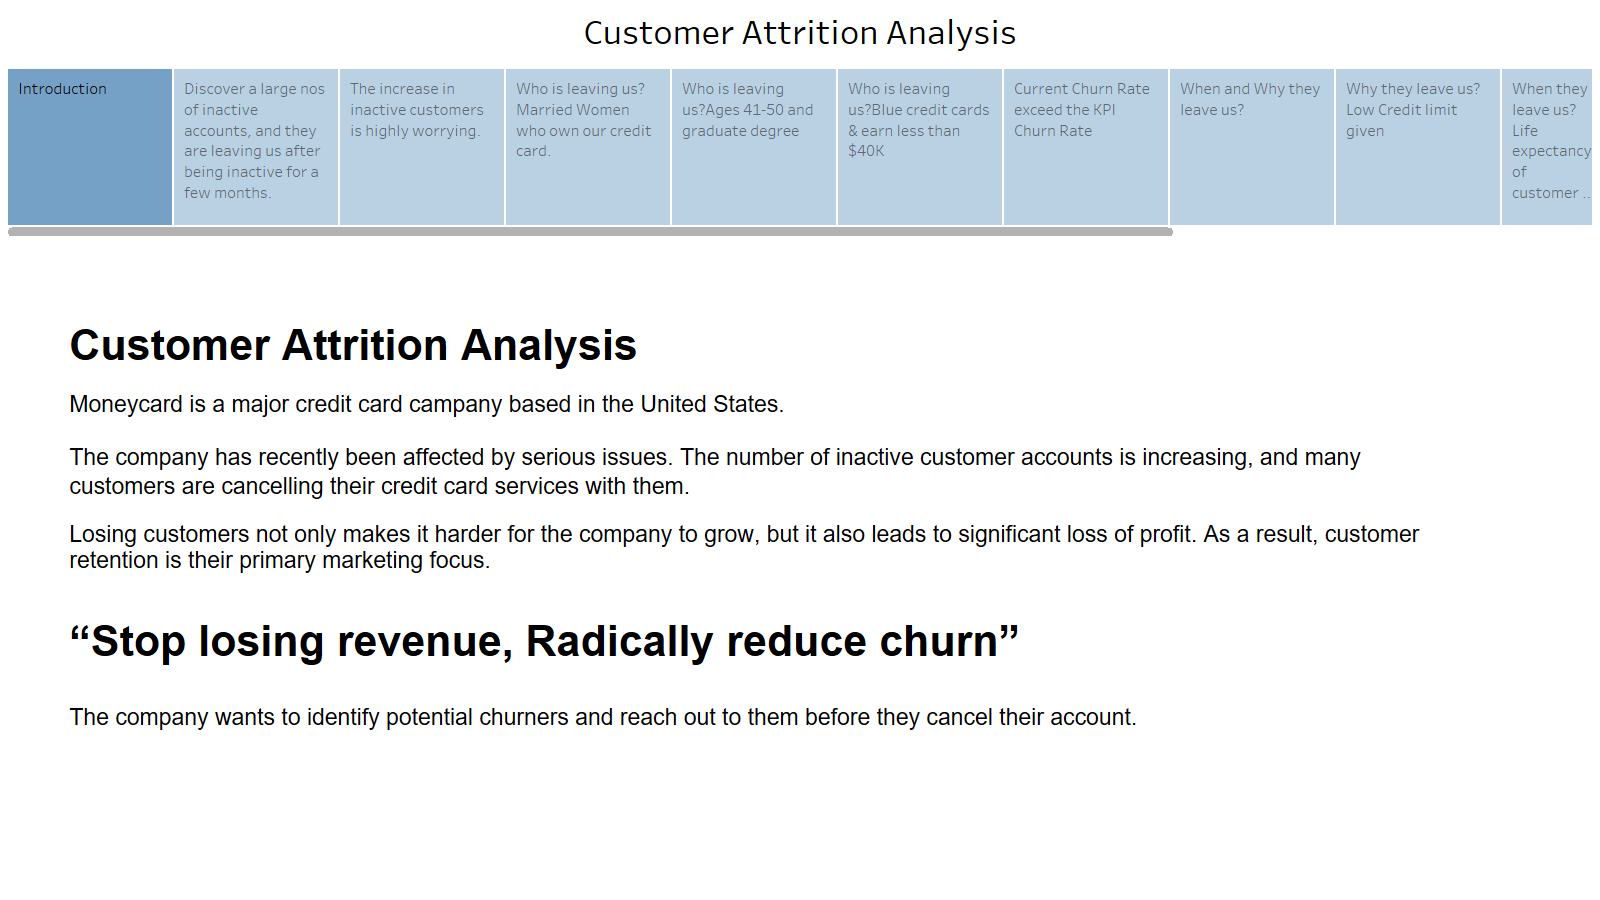 Customer Attrition Analysis
Introduction
Discover a large nos
of inactive
accounts, and they
are leaving us after
being inactive for a
few months.
The increase in
inactive customers
is highly worrying.
Who is leaving us?
Married Women
who own our credit
card.
Who is leaving
us?Ages 41-50 and
graduate degree
Who is leaving
us?Blue credit cards
& earn less than
$40K
Current Churn Rate
exceed the KPI
Churn Rate
When and Why they
leave us?
Why they leave us?
Low Credit limit
given
When they
leave us?
Life
expectancy
of
customer ..
Customer Attrition Analysis
Moneycard is a major credit card campany based in the United States.
The company has recently been affected by serious issues. The number of inactive customer accounts is increasing, and many
customers are cancelling their credit card services with them.
Losing customers not only makes it harder for the company to grow, but it also leads to significant loss of profit. As a result, customer
retention is their primary marketing focus.
“Stop losing revenue, Radically reduce churn”
The company wants to identify potential churners and reach out to them before they cancel their account.